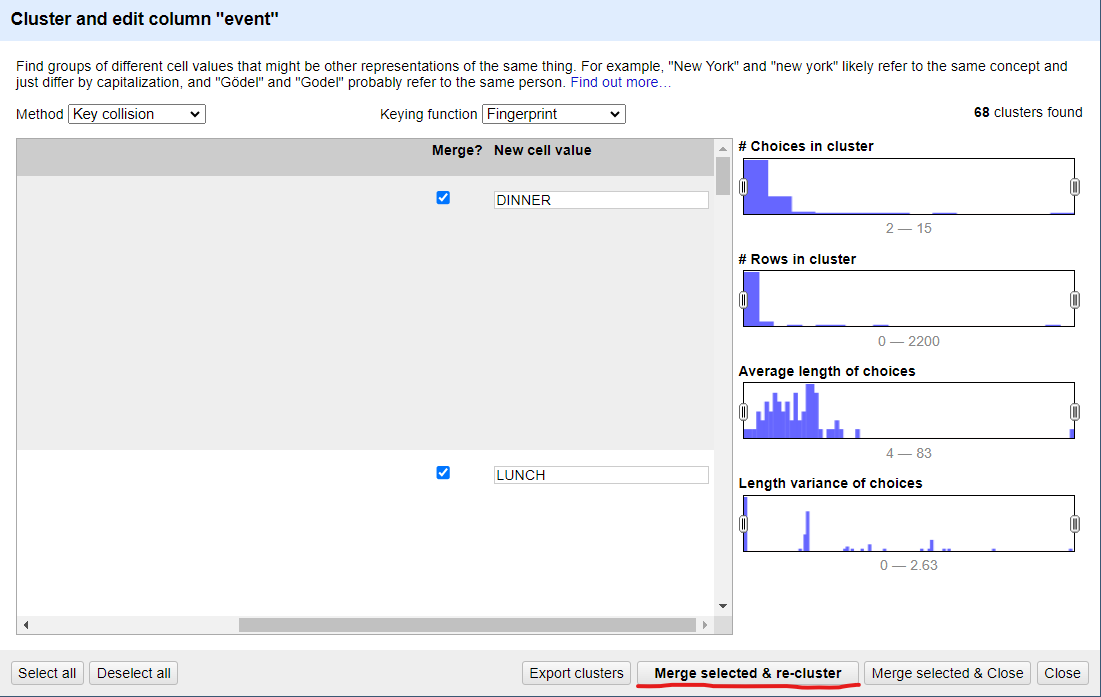 Cluster and edit column "event"
Find groups of different cell values that might be other representations of the same thing. For example, "New York" and "new york" likely refer to the same concept and
just differ by capitalization, and "Gödel" and "Godel" probably refer to the same person. Find out more…
Method Key collision Keying function Fingerprint 68 clusters found
Merge? New cell value
DINNER
LUNCH
# Choices in cluster
2 — 15
# Rows in cluster
0 — 2200
Average length of choices
4 — 83
Length variance of choices
0 — 2.63
Select all Deselect all Export clusters Merge selected & re-cluster Merge selected & Close Close